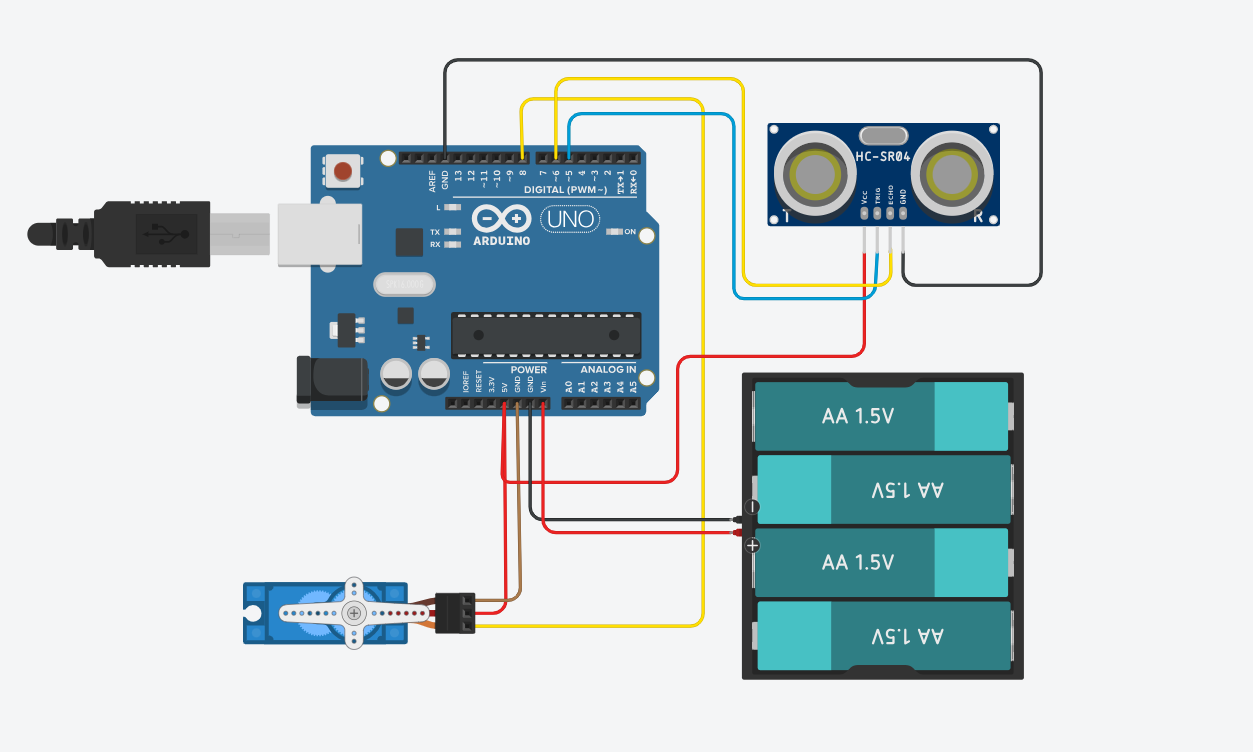 HC-SR04
Vcc
TRIG
ECHO
GND
T
R
AREF
GND
13
12
~11
~10
~9
8
7
~6
~5
4
~3
2
TX→1
RX←0
DIGITAL (PWM~)
L
TX
RX
ARDUINO
UNO
ON
POWER
ANALOG IN
IOREF
RESET
3.3V
5V
GND
GND
Vin
A0
A1
A2
A3
A4
A5
AA 1.5V
AA 1.5V
AA 1.5V
AA 1.5V